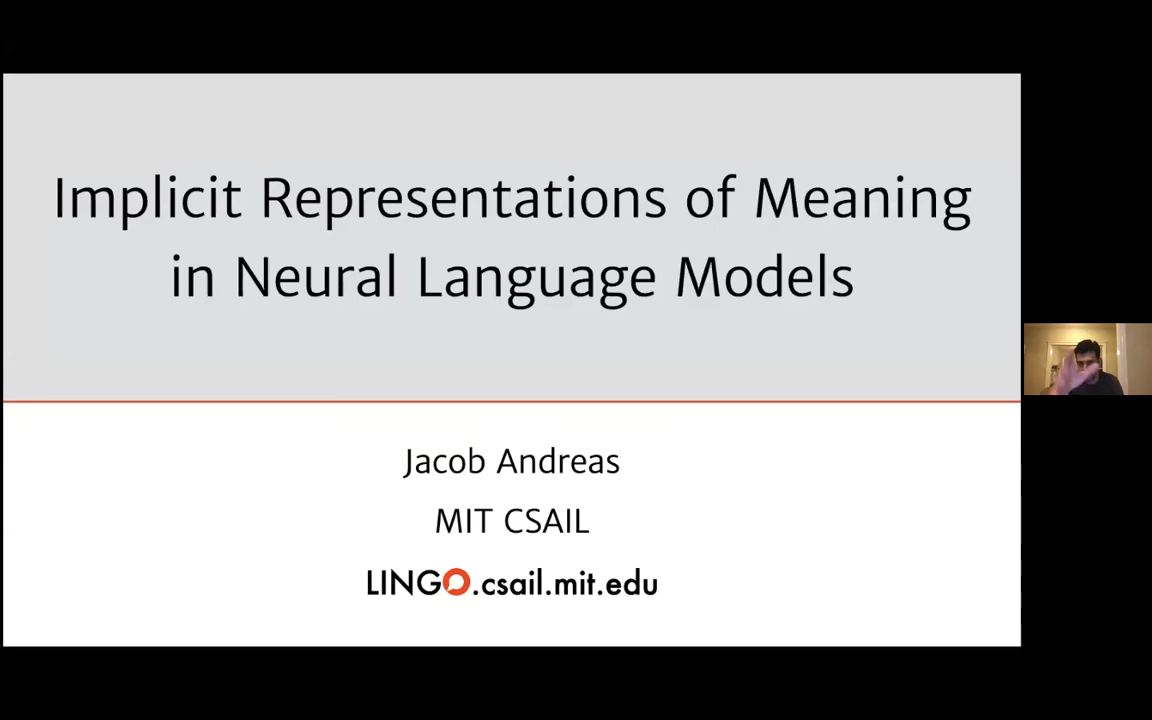 Implicit Representations of Meaning
in Neural Language Models
Jacob Andreas
MIT CSAIL
LINGO.csail.mit.edu